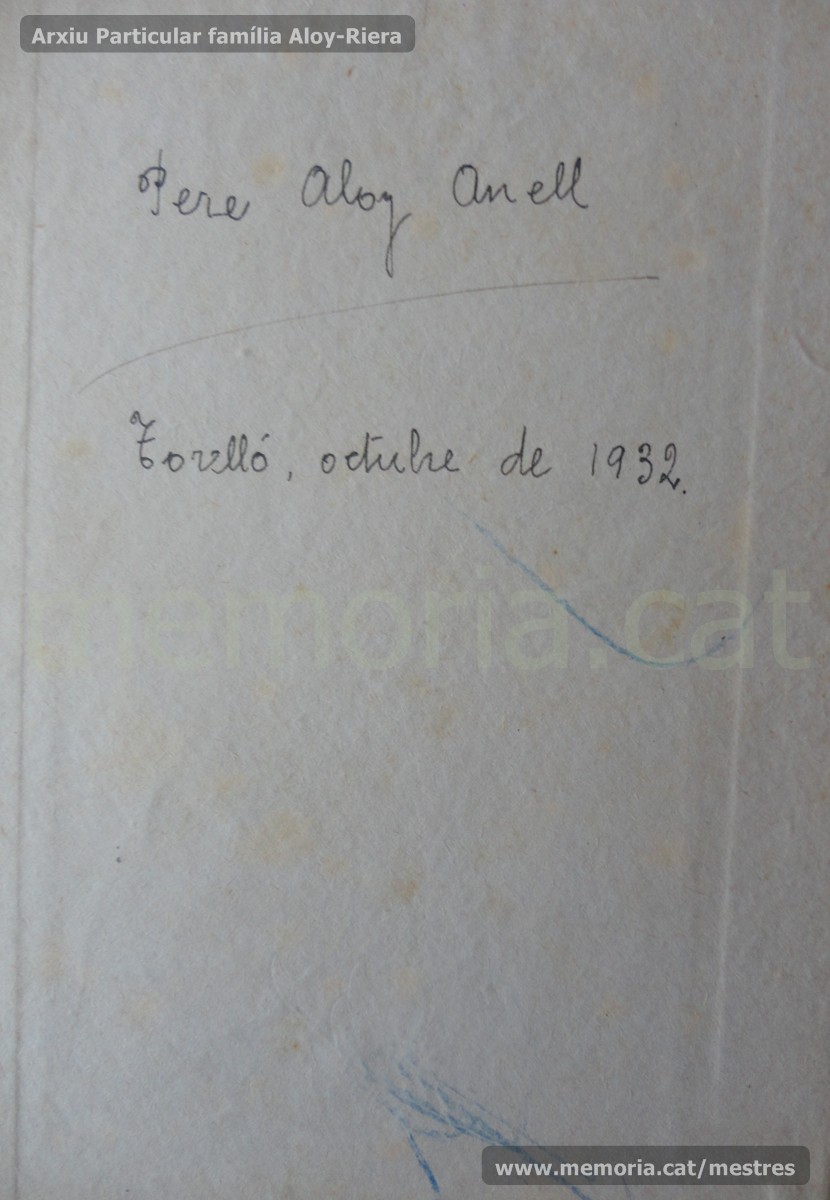 Arxiu Particular família Aloy-Riera
Pere Aloy Anell
Torelló, octubre de 1932.
memoria.cat
www.memoria.cat/mestres